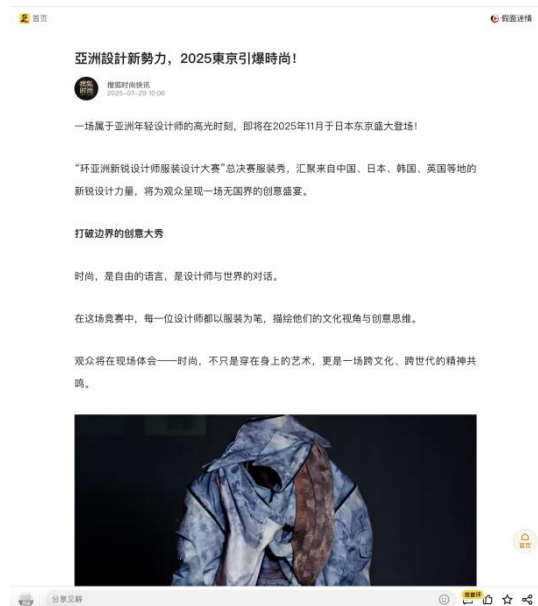 首页
假面迷情
亞洲設計新勢力，2025東京引爆時尚！
搜狐时尚快讯
2025-07-29 10:06
一场属于亚洲年轻设计师的高光时刻，即将在2025年11月于日本东京盛大登场！
“环亚洲新锐设计师服装设计大赛”总决赛服装秀，汇聚来自中国、日本、韩国、英国等地的
新锐设计力量，将为观众呈现一场无国界的创意盛宴。
打破边界的创意大秀
时尚，是自由的语言，是设计师与世界的对话。
在这场竞赛中，每一位设计师都以服装为笔，描绘他们的文化视角与创意思维。
观众将在现场体会——时尚，不只是穿在身上的艺术，更是一场跨文化、跨世代的精神共
鸣。
首页
分享见解